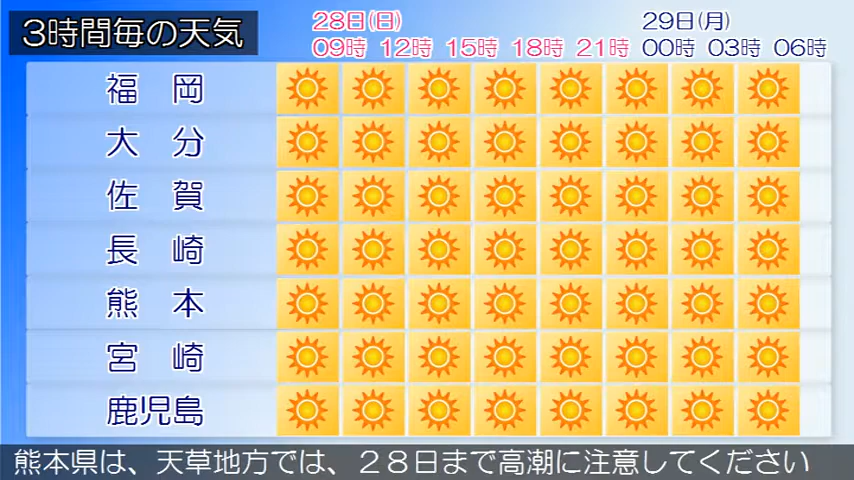 3時間毎の天気
28日(日) 29日(月)
09時 12時 15時 18時 21時 00時 03時 06時
福岡
大分
佐賀
長崎
熊本
宮崎
鹿児島
熊本県は、天草地方では、２８日まで高潮に注意してください